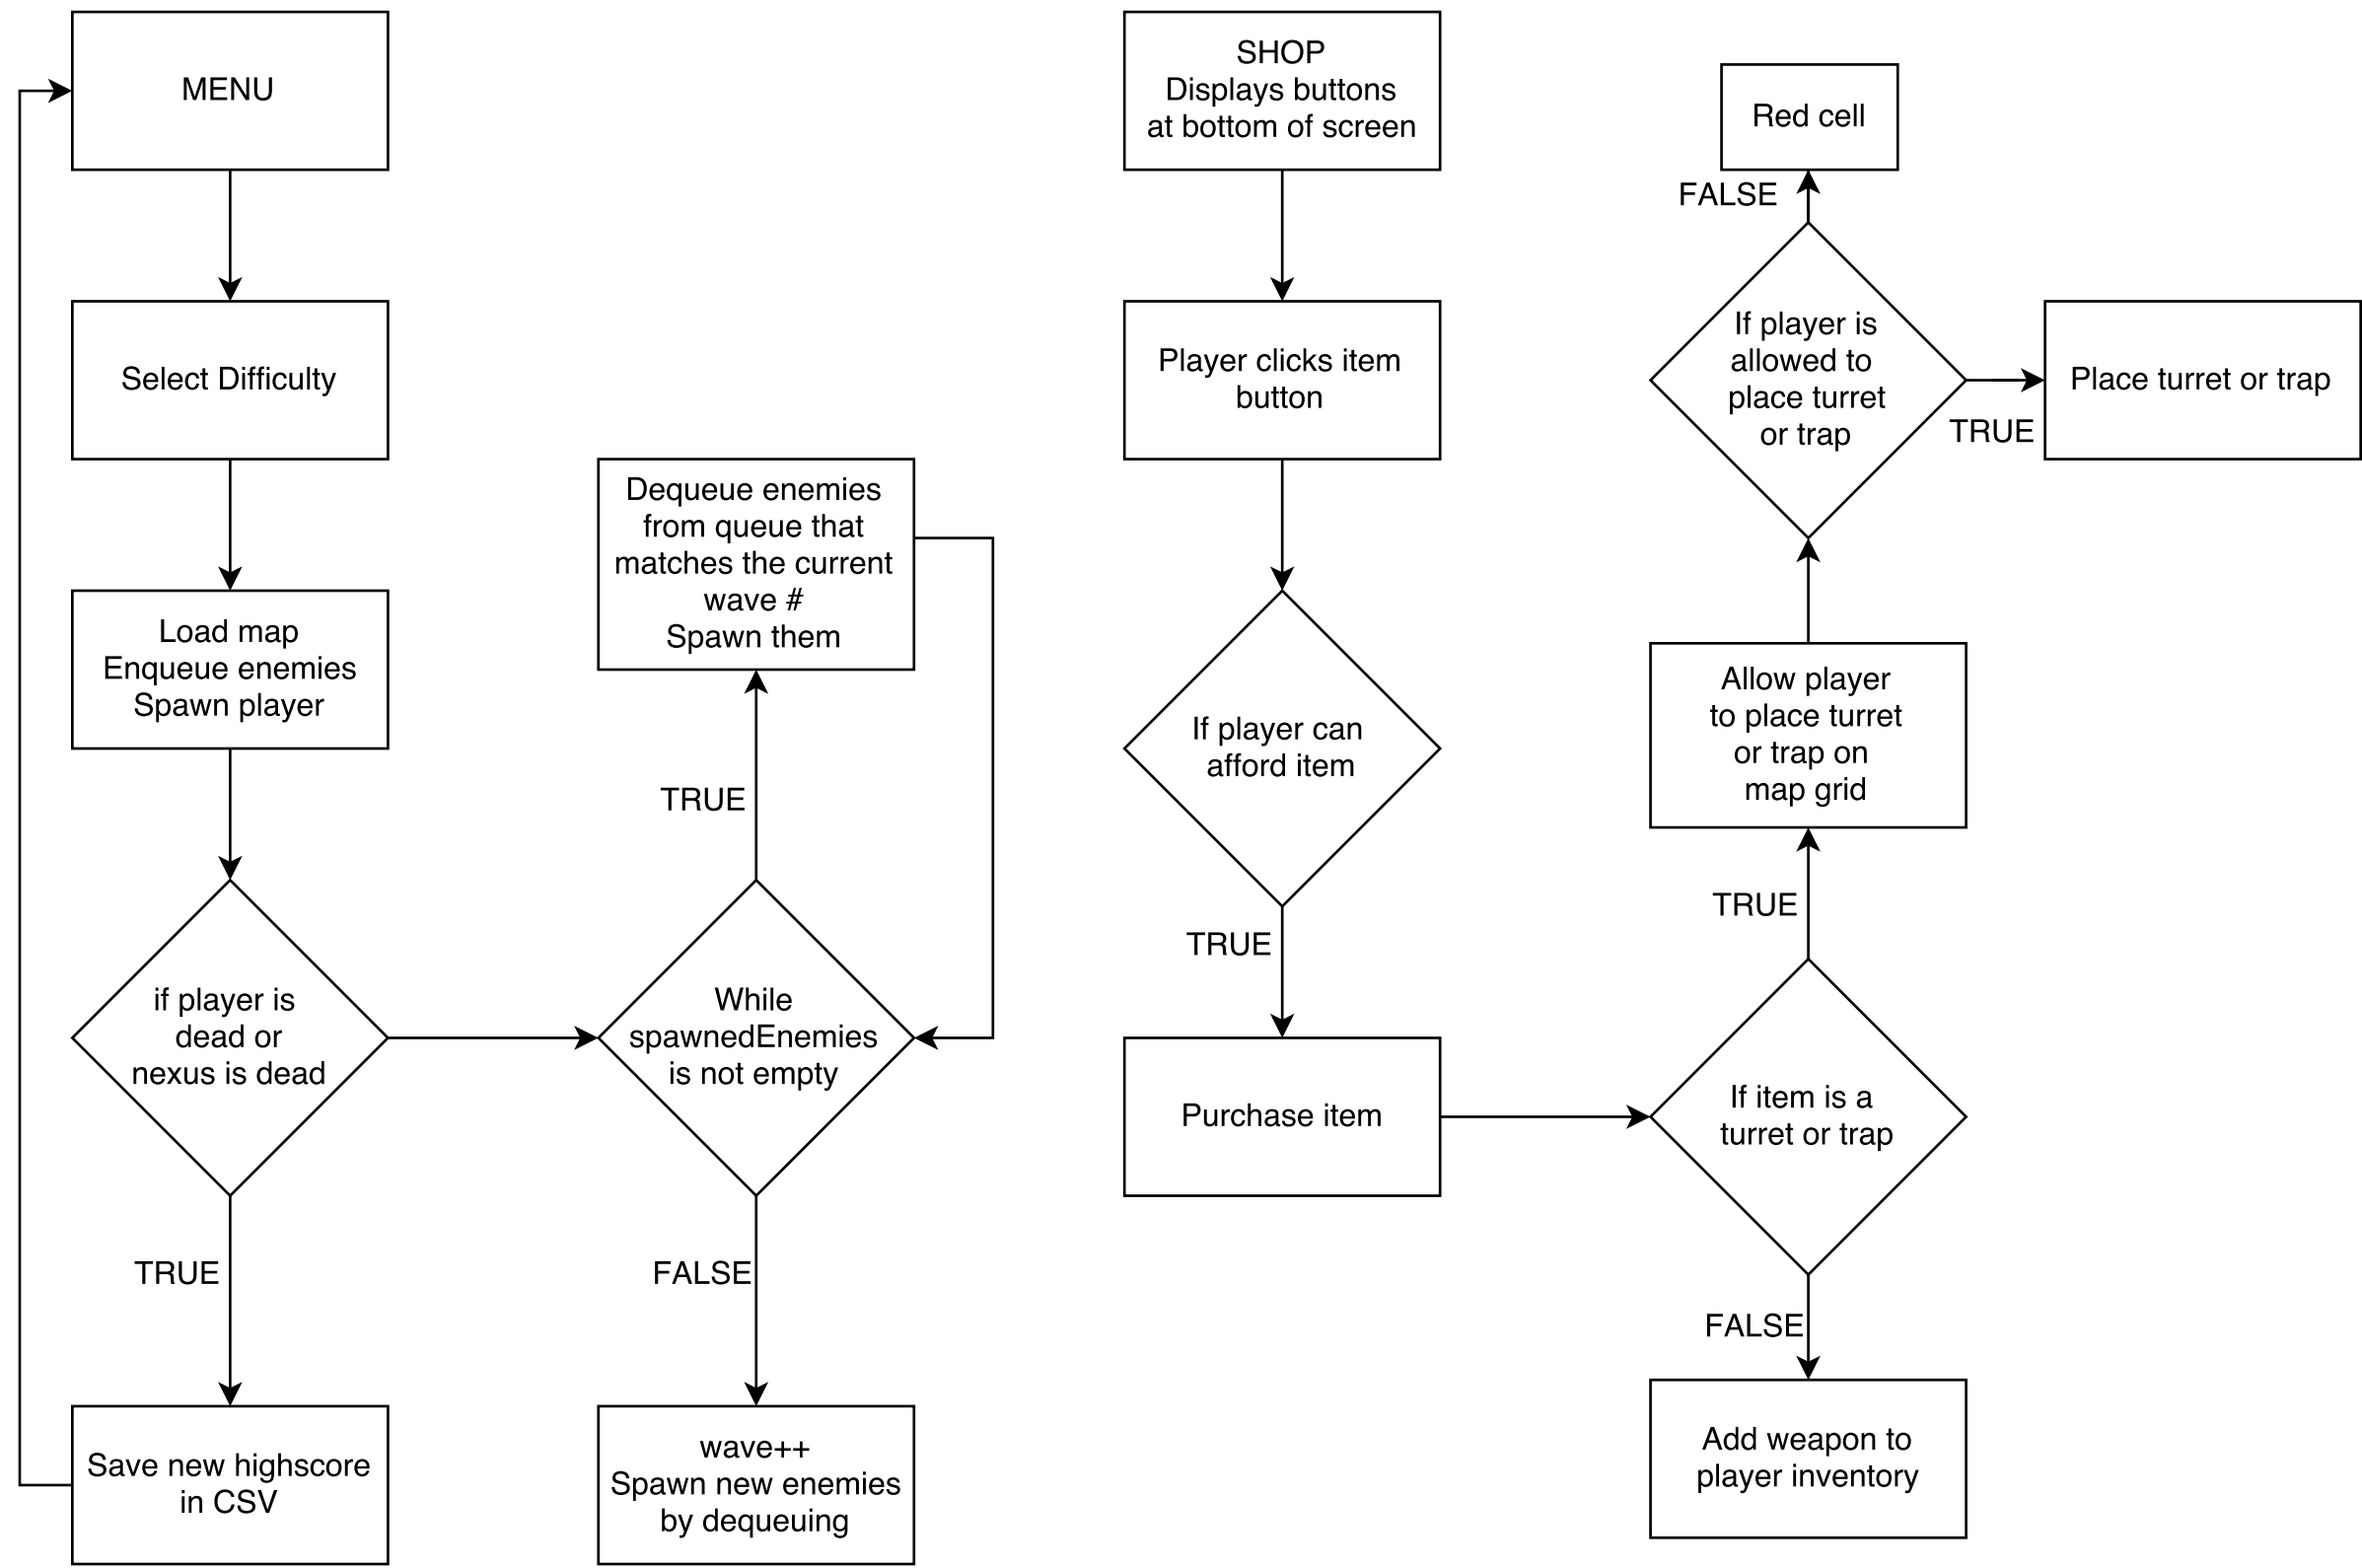 MENU
Select Difficulty
Load map
Enqueue enemies
Spawn player
if player is
dead or
nexus is dead
TRUE
Save new highscore
in CSV
Dequeue enemies
from queue that
matches the current
wave #
Spawn them
TRUE
While
spawnedEnemies
is not empty
FALSE
wave++
Spawn new enemies
by dequeuing
SHOP
Displays buttons
at bottom of screen
Player clicks item
button
If player can
afford item
TRUE
Purchase item
Red cell
FALSE
If player is
allowed to
place turret
or trap
TRUE
Place turret or trap
Allow player
to place turret
or trap on
map grid
TRUE
If item is a
turret or trap
FALSE
Add weapon to
player inventory